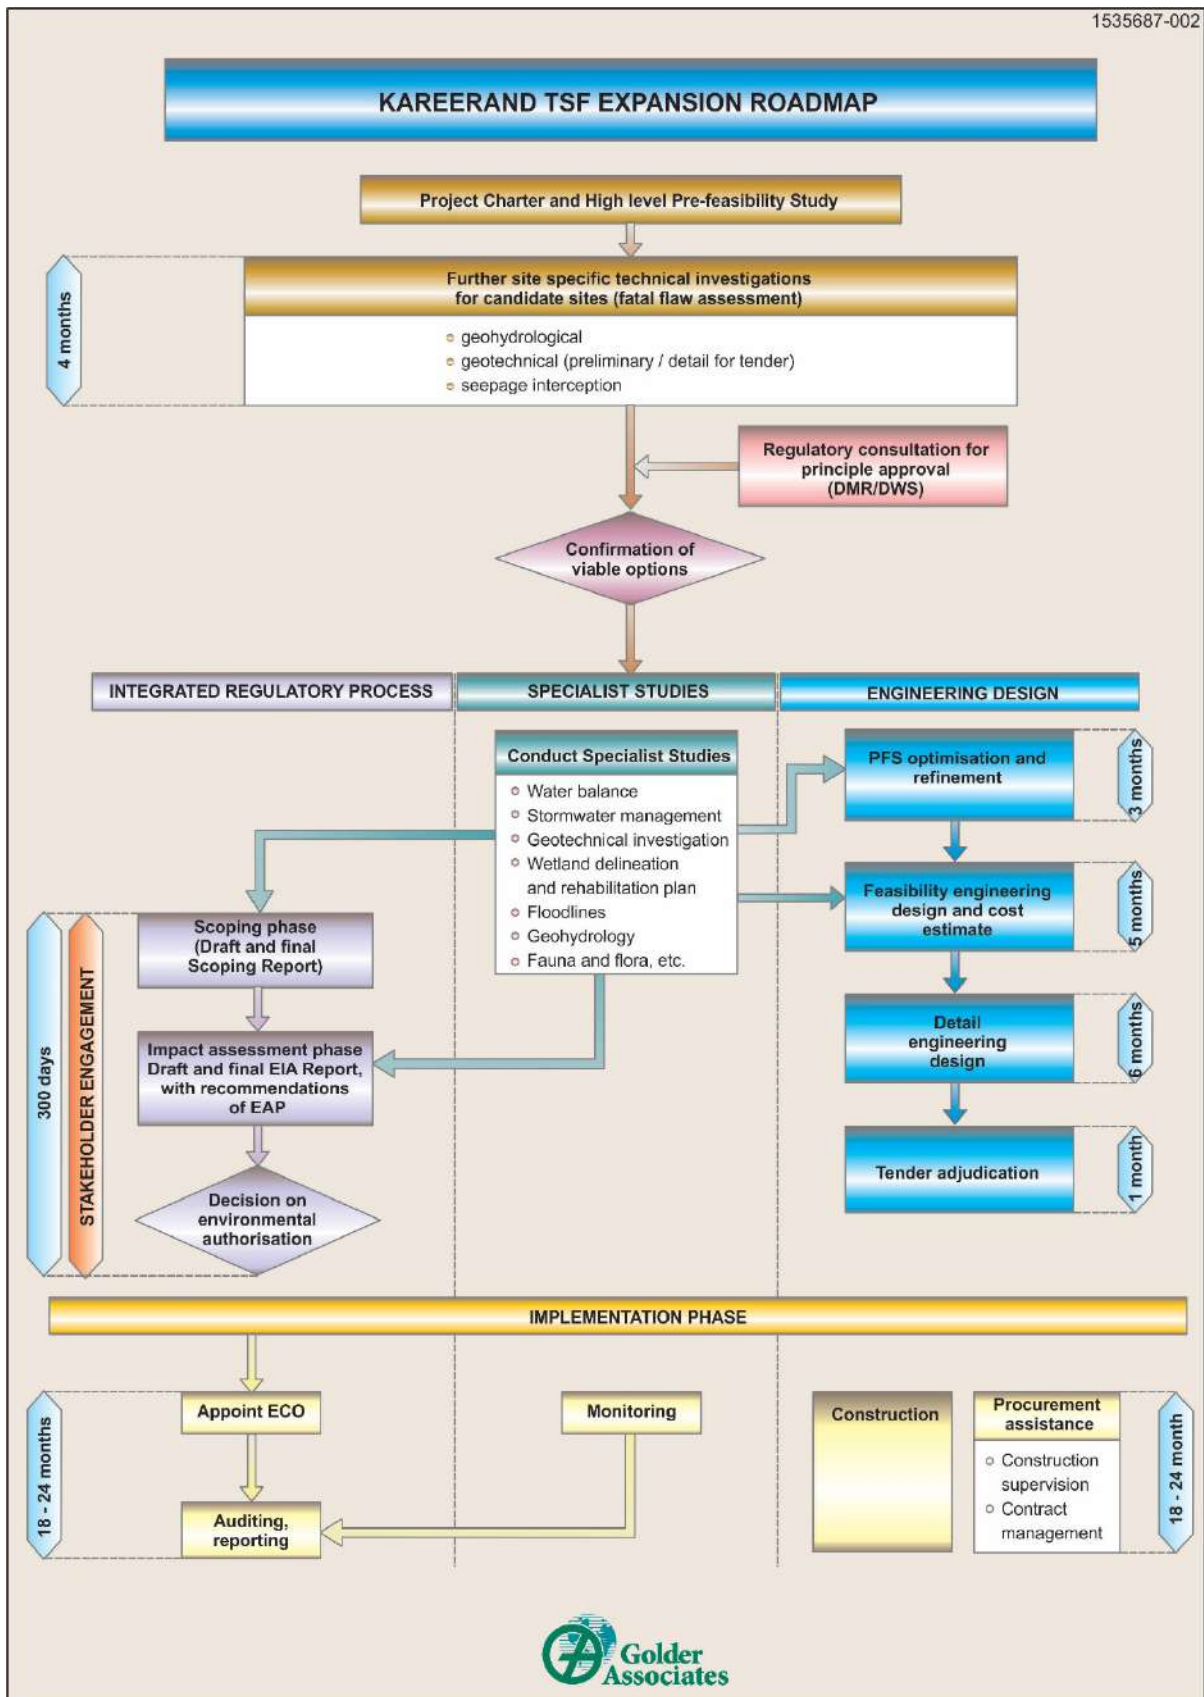 1535687-002
KAREERAND TSF EXPANSION ROADMAP
Project Charter and High level Pre-feasibility Study
4 months
Further site specific technical investigations
for candidate sites (fatal flaw assessment)
geohydrological
geotechnical (preliminary / detail for tender)
seepage interception
Regulatory consultation for
principle approval
(DMR/DWS)
Confirmation of
viable options
INTEGRATED REGULATORY PROCESS
SPECIALIST STUDIES
ENGINEERING DESIGN
Conduct Specialist Studies
Water balance
Stormwater management
Geotechnical investigation
Wetland delineation
and rehabilitation plan
Floodlines
Geohydrology
Fauna and flora, etc.
PFS optimisation and
refinement
3 months
Feasibility engineering
design and cost
estimate
5 months
Detail
engineering
design
6 months
Tender adjudication
1 month
300 days
STAKEHOLDER ENGAGEMENT
Scoping phase
(Draft and final
Scoping Report)
Impact assessment phase
Draft and final EIA Report,
with recommendations
of EAP
Decision on
environmental
authorisation
IMPLEMENTATION PHASE
18 - 24 months
Appoint ECO
Auditing,
reporting
Monitoring
Construction
Procurement
assistance
Construction
supervision
Contract
management
18 - 24 month
Golder
Associates